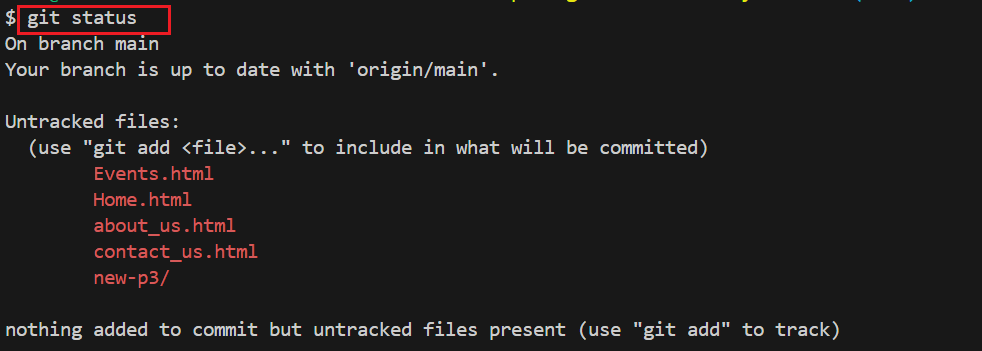 $ git status
On branch main
Your branch is up to date with 'origin/main'.
Untracked files:
  (use "git add <file>..." to include in what will be committed)
        Events.html
        Home.html
        about_us.html
        contact_us.html
        new-p3/
nothing added to commit but untracked files present (use "git add" to track)